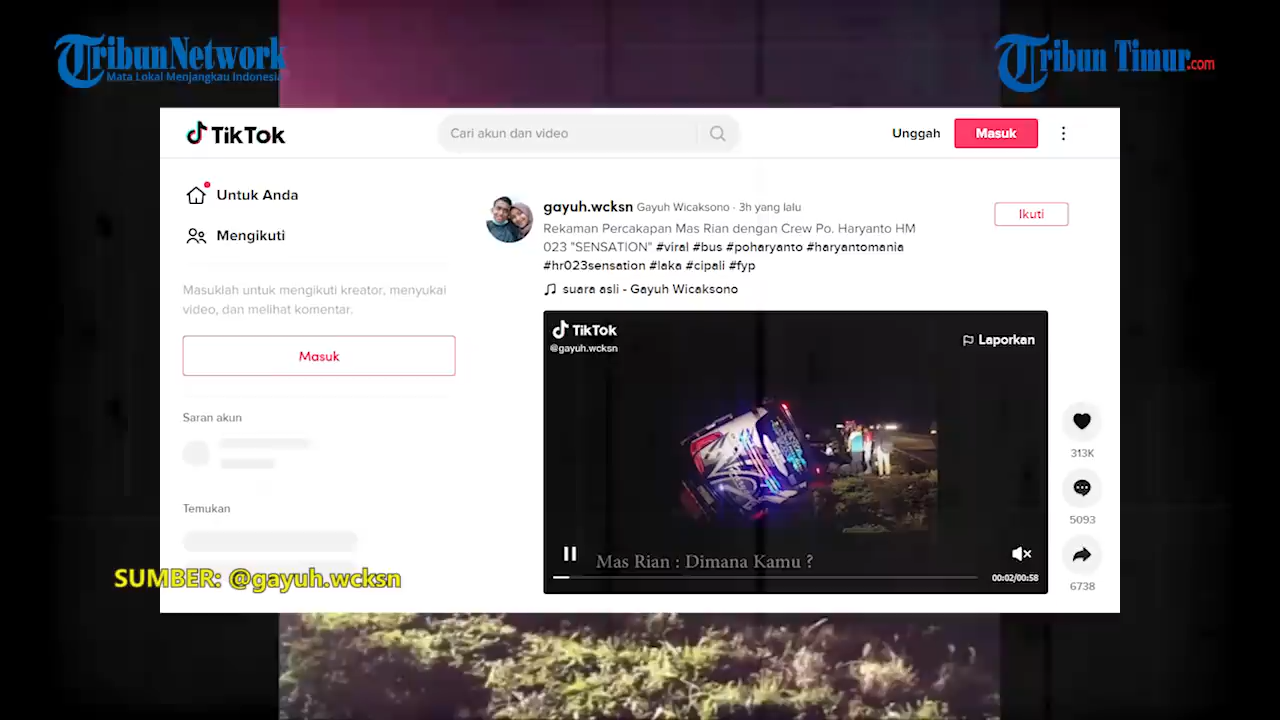 TribunNetwork
Mata Lokal Menjangkau Indonesia
Tribun Timur.com
TikTok
Cari akun dan video
Unggah
Masuk
Untuk Anda
Mengikuti
Masuklah untuk mengikuti kreator, menyukai
video, dan melihat komentar.
Masuk
Saran akun
Temukan
gayuh.wcksn Gayuh Wicaksono · 3h yang lalu
Ikuti
Rekaman Percakapan Mas Rian dengan Crew Po. Haryanto HM
023 "SENSATION" #viral #bus #poharyanto #haryantomania
#hr023sensation #laka #cipali #fyp
suara asli - Gayuh Wicaksono
TikTok
@gayuh.wcksn
Laporkan
Mas Rian : Dimana Kamu ?
00:02/00:58
313K
5093
6738
SUMBER: @gayuh.wcksn